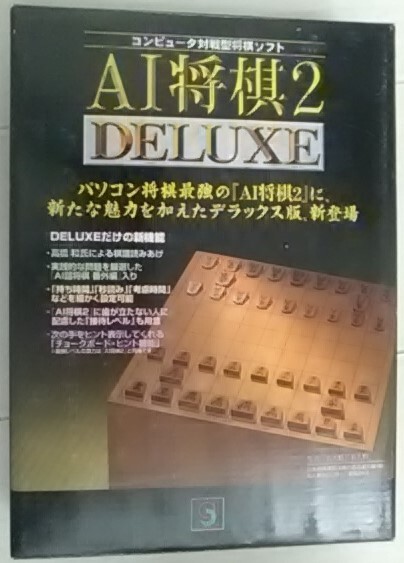 コンピュータ対戦型将棋ソフト
AI将棋2
DELUXE
パソコン将棋最強の『AI将棋2』に、
新たな魅力を加えたデラックス版、新登場
DELUXEだけの新機能
・高橋 和氏による棋譜読みあげ
・実践的な問題を厳選した
「AI詰将棋 番外編」入り
・「持ち時間」「秒読み」「考慮時間」
などを細かく設定可能
・「AI将棋2」に歯が立たない人に
配慮した「接待レベル」も用意
・次の手をヒント表示してくれる
「チョークボード・ヒント機能」
S